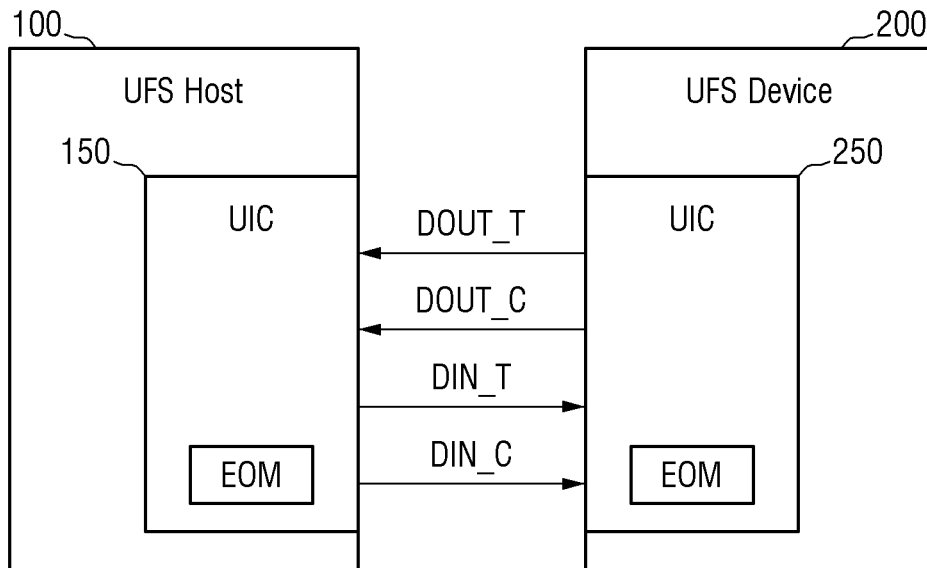 100
200
UFS Host
UFS Device
150
250
UIC
UIC
DOUT_T
DOUT_C
DIN_T
DIN_C
EOM
EOM